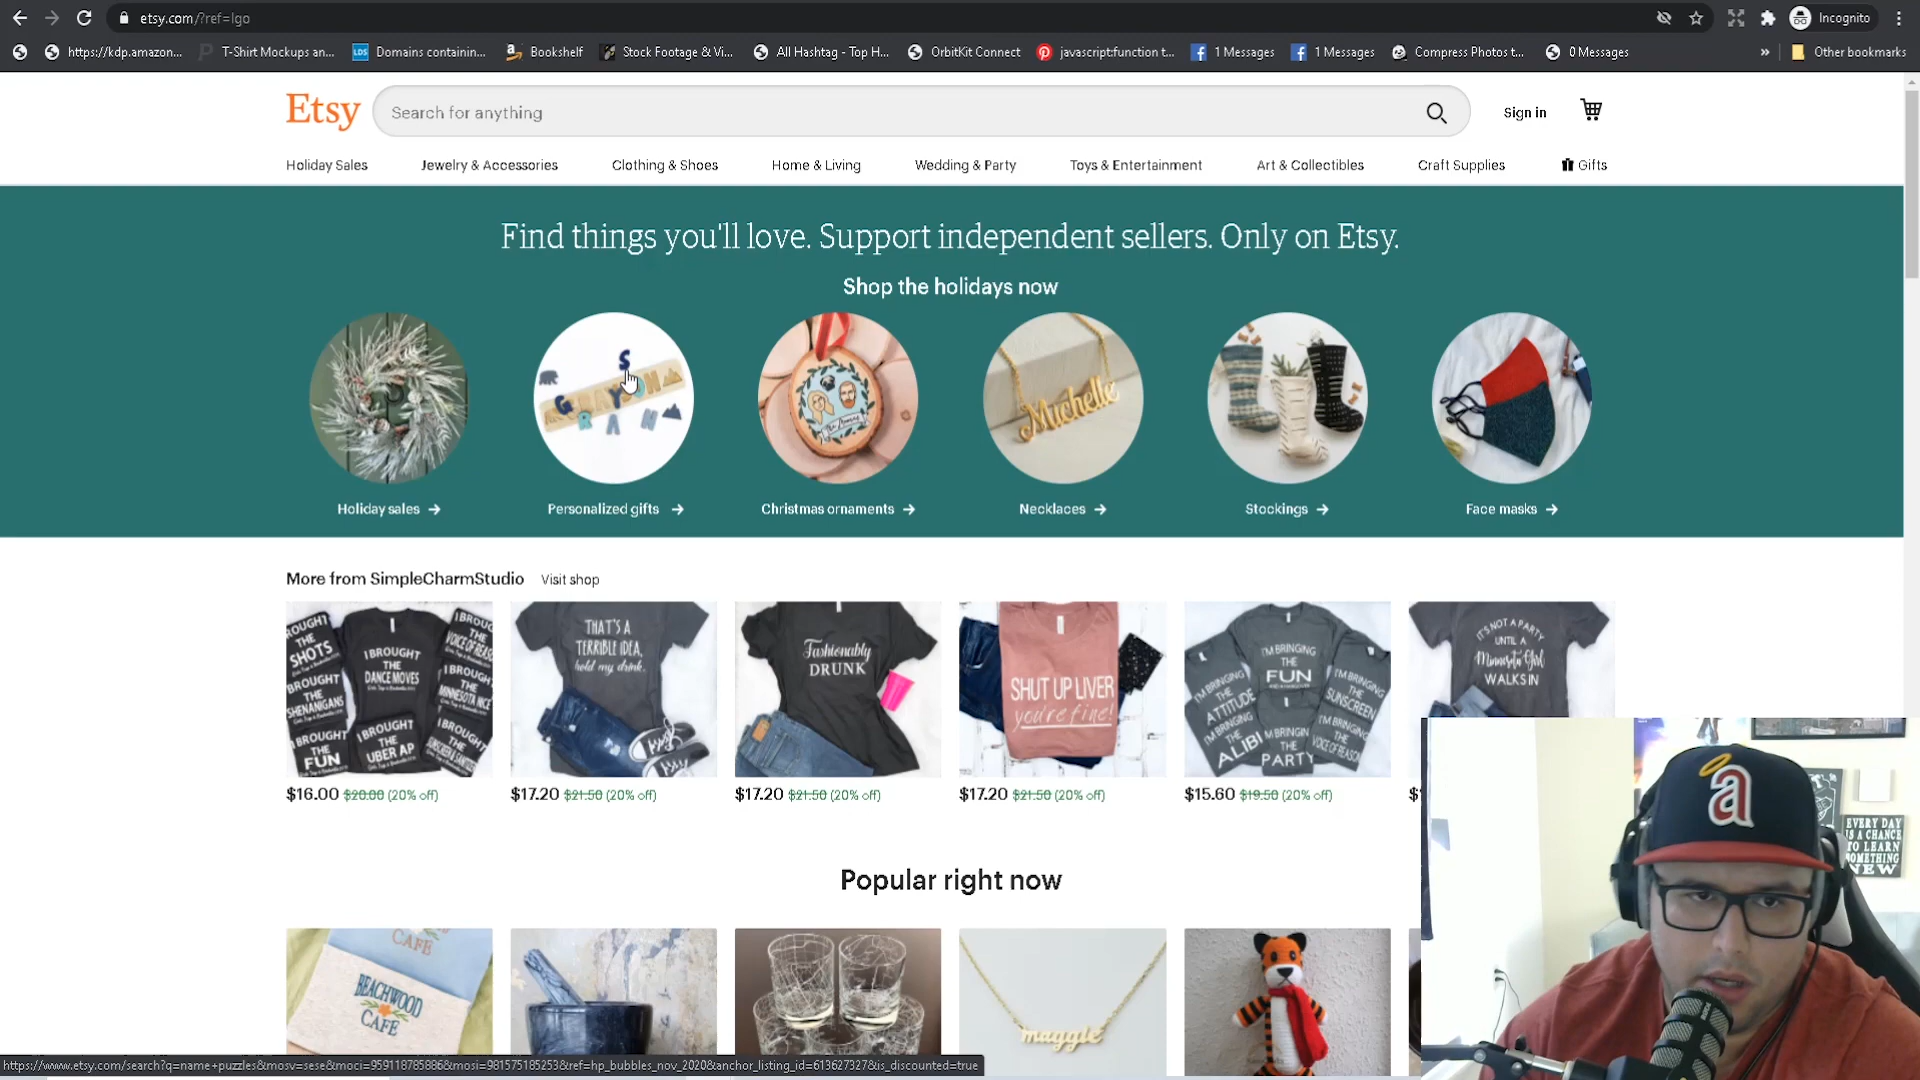 etsy.com/?ref=lgo
Incognito
https://kdp.amazon...
T-Shirt Mockups an...
LDS
Domains containin...
Bookshelf
Stock Footage & Vi...
All Hashtag - Top H...
OrbitKit Connect
javascript:function t...
1 Messages
1 Messages
Compress Photos t...
0 Messages
»
Other bookmarks
Etsy
Search for anything
Sign in
Holiday Sales
Jewelry & Accessories
Clothing & Shoes
Home & Living
Wedding & Party
Toys & Entertainment
Art & Collectibles
Craft Supplies
Gifts
Find things you'll love. Support independent sellers. Only on Etsy.
Shop the holidays now
Michelle
Holiday sales →
Personalized gifts →
Christmas ornaments →
Necklaces →
Stockings →
Face masks →
More from SimpleCharmStudio Visit shop
BROUGHT
THE
SHOTS
I BROUGHT
THE
DANCE MOVES
BROUGHT
THE
SHENANIGANS
I BROUGHT
THE
MINNESOTA NICE
BROUGHT
THE
FUN
I BROUGHT
THE
UBER AP
THAT'S A
TERRIBLE IDEA,
hold my drink.
Fashionably
DRUNK
SHUT UP LIVER
you're fine!
I'M BRINGING
THE
ATTITUDE
I'M BRINGING
THE
FUN
I'M BRINGING
THE
SUNSCREEN
I'M BRINGING
THE
ALIBI
I'M BRINGING
THE
PARTY
I'M BRINGING
THE
VOICE OF REASON
IT'S NOT A PARTY
UNTIL A
Minnesota Girl
WALKS IN
$16.00 $20.00 (20% off)
$17.20 $21.50 (20% off)
$17.20 $21.50 (20% off)
$17.20 $21.50 (20% off)
$15.60 $19.50 (20% off)
Popular right now
CAFE
BEACHWOOD
CAFE
maggie
a
EVERY DAY
IS A CHANCE
TO LEARN
SOMETHING
NEW
https://www.etsy.com/search?q=name+puzzles&mosv=sese&moci=959118785886&mosi=981575185253&ref=hp_bubbles_nov_2020&anchor_listing_id=613627327&is_discounted=true